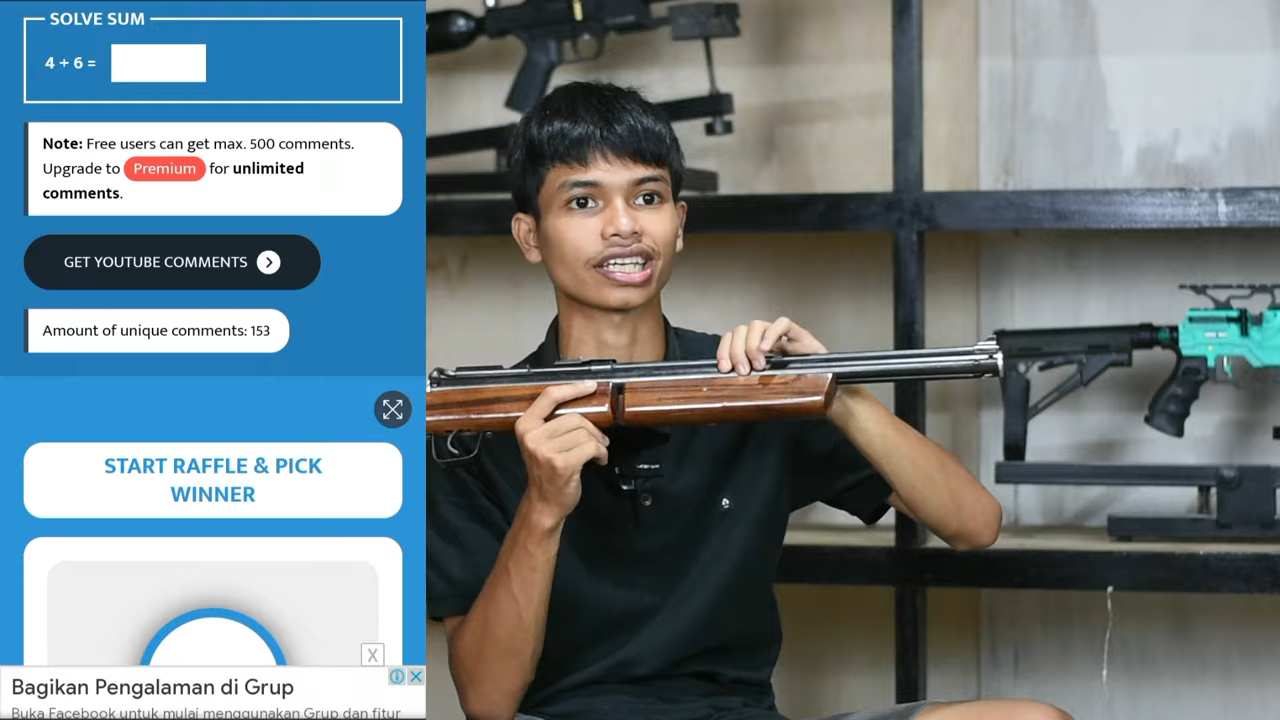 SOLVE SUM
4 + 6 =
Note: Free users can get max. 500 comments.
Upgrade to Premium for unlimited
comments.
GET YOUTUBE COMMENTS
Amount of unique comments: 153
START RAFFLE & PICK
WINNER
X
Bagikan Pengalaman di Grup
Buka Facebook untuk mulai menggunakan Grup dan fitur